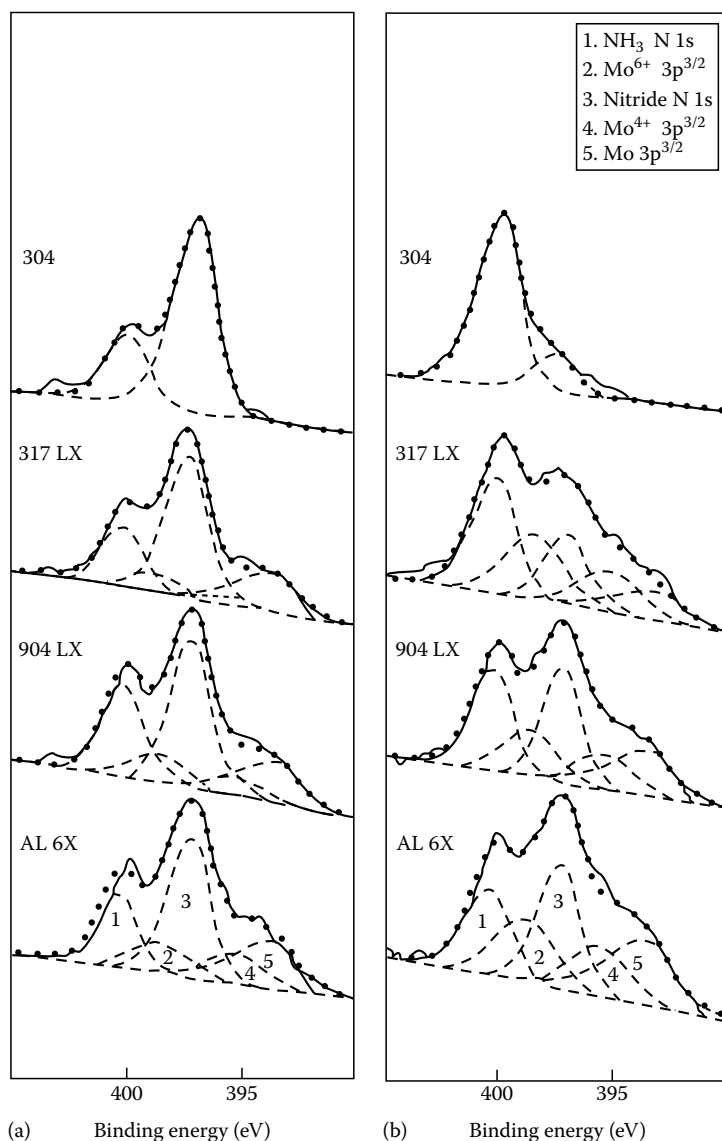 1. NH₃ N 1s
2. Mo⁶⁺ 3p³/²
3. Nitride N 1s
4. Mo⁴⁺ 3p³/²
5. Mo 3p³/²
304
317 LX
904 LX
AL 6X
1
2
3
4
5
400
395
(a) Binding energy (eV)
304
317 LX
904 LX
AL 6X
1
2
3
4
5
400
395
(b) Binding energy (eV)